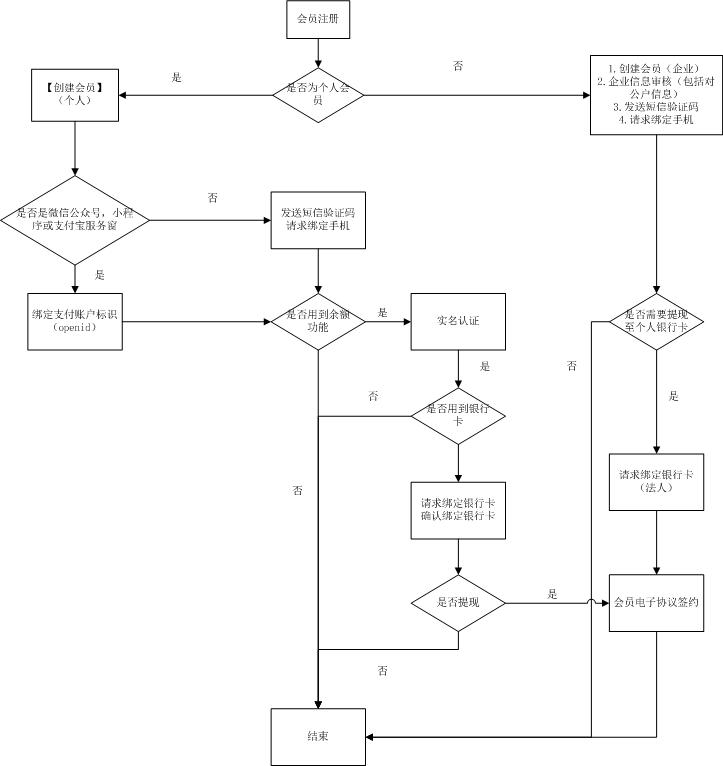 会员注册
是否为个人会
员
是
否
【创建会员】
（个人）
1.创建会员（企业）
2.企业信息审核（包括对
公户信息）
3.发送短信验证码
4.请求绑定手机
是否是微信公众号，小程
序或支付宝服务窗
否
发送短信验证码
请求绑定手机
是
绑定支付账户标识
（openid）
是否用到余额
功能
是
实名认证
是否需要提现
至个人银行卡
是
否
否
是否用到银行
卡
是
请求绑定银行卡
（法人）
否
请求绑定银行卡
确认绑定银行卡
是否提现
是
会员电子协议签约
否
结束